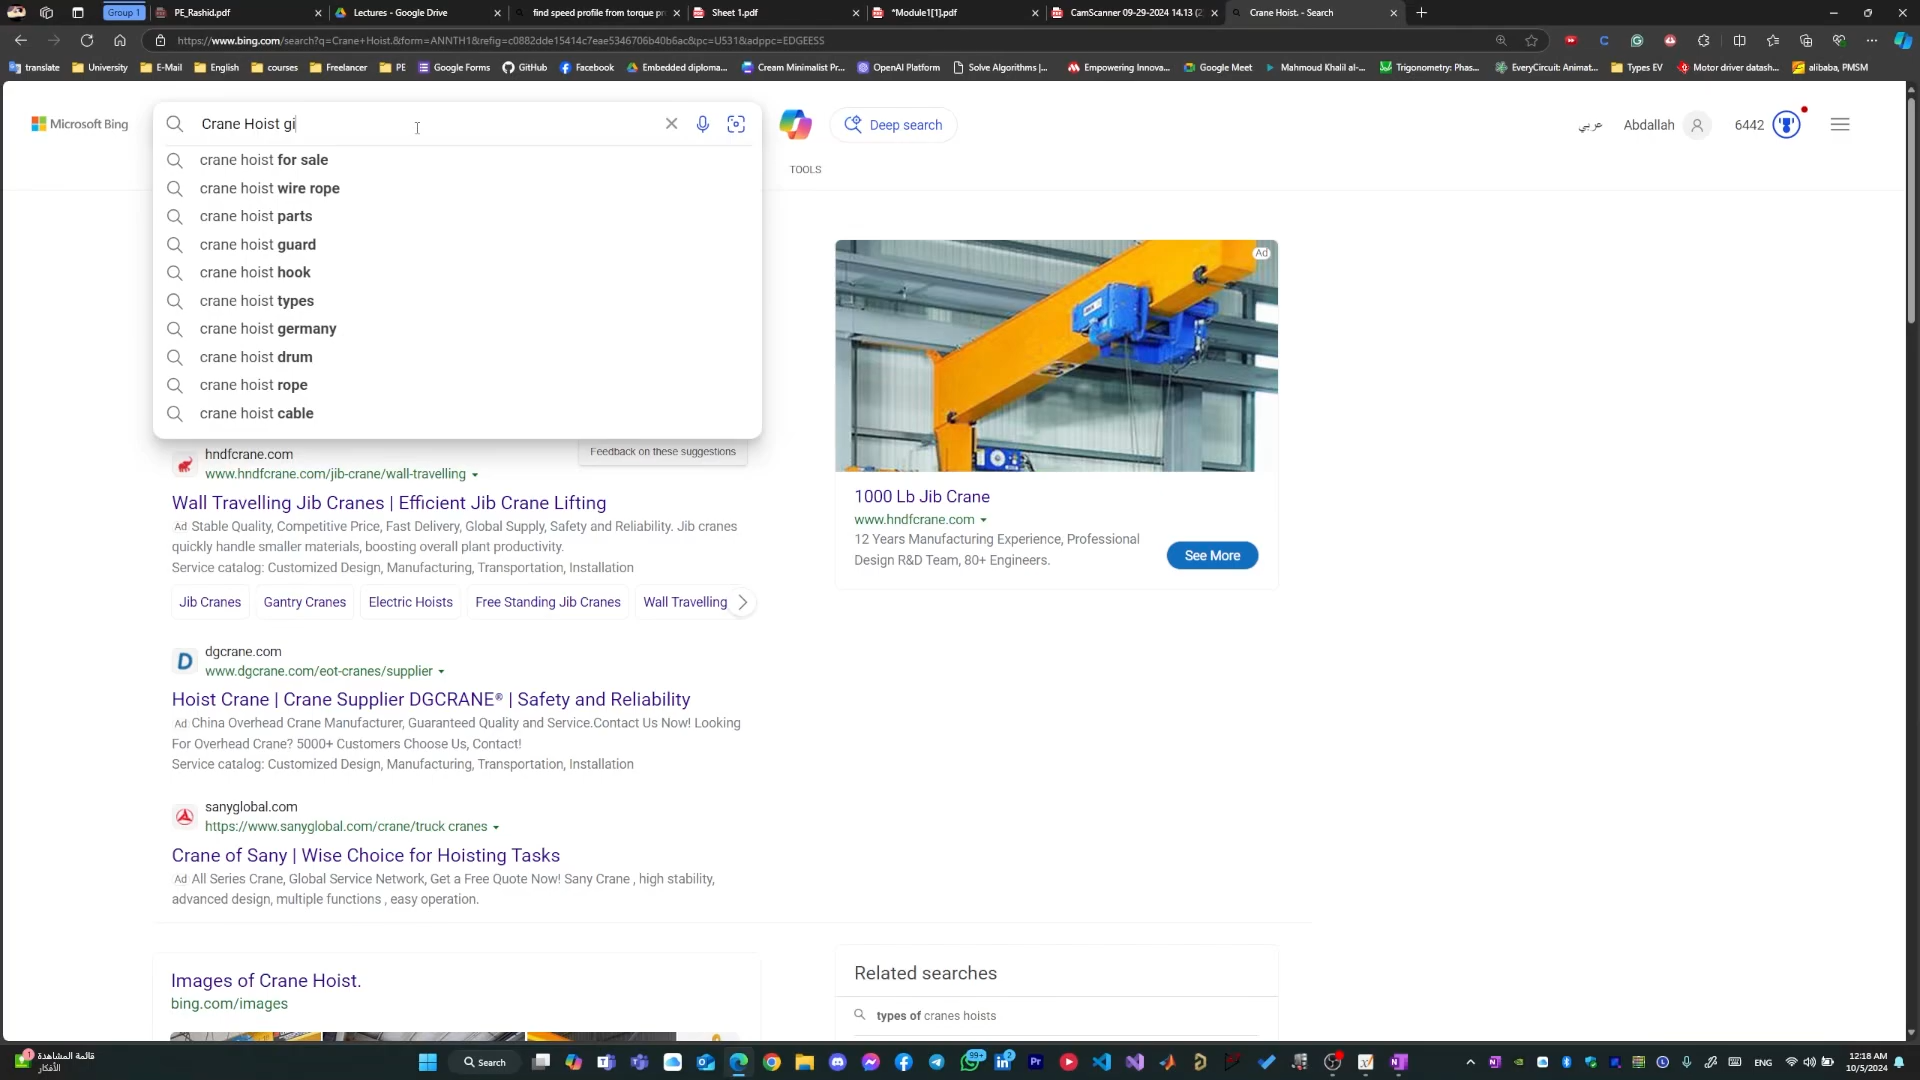 Group 1
PE_Rashid.pdf
Lectures - Google Drive
find speed profile from torque pr
Sheet 1.pdf
*Module1[1].pdf
CamScanner 09-29-2024 14.13 (2
Crane Hoist. - Search
https://www.bing.com/search?q=Crane+Hoist.&form=ANNTH1&refig=c0882dde15414c7eae5346706b40b6ac&pc=U531&adppc=EDGEESS
translate
University
E-Mail
English
courses
Freelancer
PE
Google Forms
GitHub
Facebook
Embedded diploma...
Cream Minimalist Pr...
OpenAI Platform
Solve Algorithms |...
Empowering Innova...
Google Meet
Mahmoud Khalil al-...
Trigonometry: Phas...
EveryCircuit: Animat...
Types EV
Motor driver datash...
alibaba, PMSM
Microsoft Bing
Crane Hoist gi
Deep search
عربي
Abdallah
6442
TOOLS
crane hoist for sale
crane hoist wire rope
crane hoist parts
crane hoist guard
crane hoist hook
crane hoist types
crane hoist germany
crane hoist drum
crane hoist rope
crane hoist cable
Feedback on these suggestions
hndfcrane.com
www.hndfcrane.com/jib-crane/wall-travelling
Wall Travelling Jib Cranes | Efficient Jib Crane Lifting
Ad Stable Quality, Competitive Price, Fast Delivery, Global Supply, Safety and Reliability. Jib cranes
quickly handle smaller materials, boosting overall plant productivity.
Service catalog: Customized Design, Manufacturing, Transportation, Installation
Jib Cranes
Gantry Cranes
Electric Hoists
Free Standing Jib Cranes
Wall Travelling
dgcrane.com
www.dgcrane.com/eot-cranes/supplier
Hoist Crane | Crane Supplier DGCRANE® | Safety and Reliability
Ad China Overhead Crane Manufacturer, Guaranteed Quality and Service.Contact Us Now! Looking
For Overhead Crane? 5000+ Customers Choose Us, Contact!
Service catalog: Customized Design, Manufacturing, Transportation, Installation
sanyglobal.com
https://www.sanyglobal.com/crane/truck cranes
Crane of Sany | Wise Choice for Hoisting Tasks
Ad All Series Crane, Global Service Network, Get a Free Quote Now! Sany Crane , high stability,
advanced design, multiple functions , easy operation.
Images of Crane Hoist.
bing.com/images
Ad
1000 Lb Jib Crane
www.hndfcrane.com
12 Years Manufacturing Experience, Professional
Design R&D Team, 80+ Engineers.
See More
Related searches
types of cranes hoists
قائمة المشاهدة
الأفكار
Search
99+
2
ENG
12:18 AM
10/5/2024